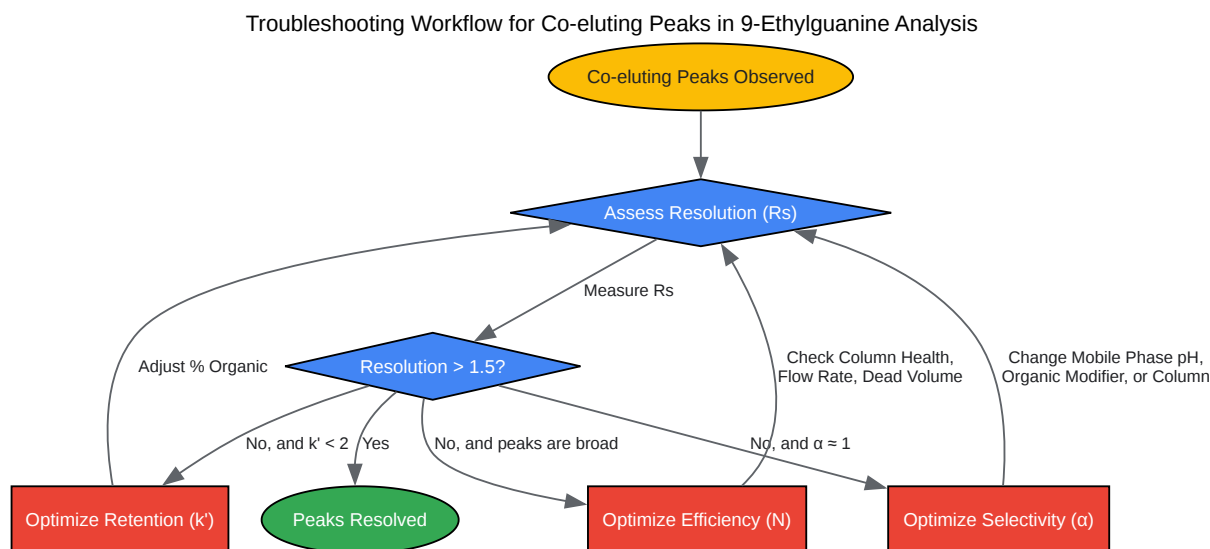 Troubleshooting Workflow for Co-eluting Peaks in 9-Ethylguanine Analysis
Co-eluting Peaks Observed
Assess Resolution (Rs)
Measure Rs
Adjust % Organic
Resolution > 1.5?
Check Column Health,
Flow Rate, Dead Volume
Change Mobile Phase pH,
Organic Modifier, or Column
No, and k' < 2
Yes
No, and peaks are broad
No, and α ≈ 1
Optimize Retention (k')
Peaks Resolved
Optimize Efficiency (N)
Optimize Selectivity (α)